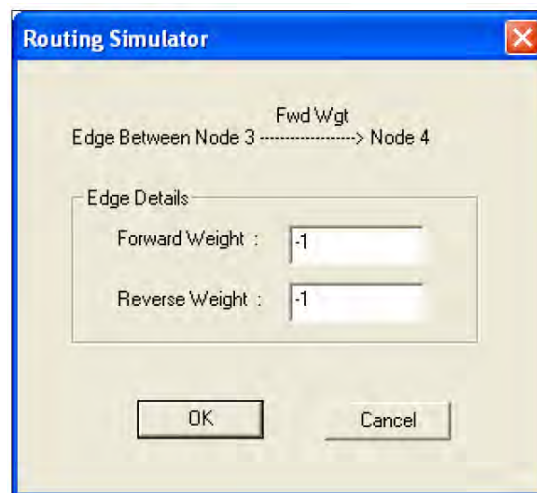 Routing Simulator
Fwd Wgt
Edge Between Node 3 ------------------> Node 4
Edge Details
Forward Weight :
-1
Reverse Weight :
-1
OK
Cancel